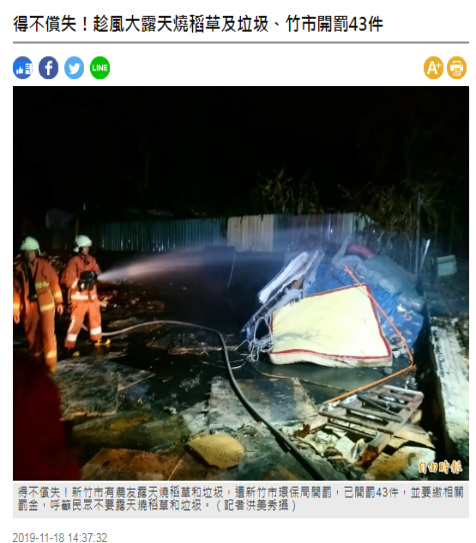 得不償失！趁風大露天燒稻草及垃圾、竹市開罰43件
LINE
A+
自由時報
得不償失！新竹市有農友露天燒稻草和垃圾，遭新竹市環保局開罰，已開罰43件，並要繳相關
罰金，呼籲民眾不要露天燒稻草和垃圾。（記者洪美秀攝）
2019-11-18 14:37:32